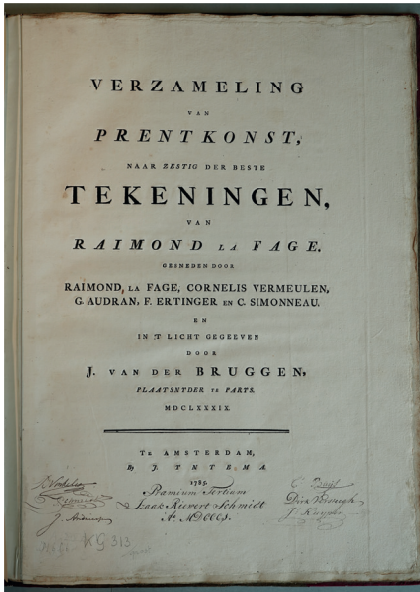 VERZAMELING
VAN
PRENTKONST,
NAAR ZESTIG DER BESTE
TEKENINGEN,
VAN
RAIMOND LA FAGE.
GESNEDEN DOOR
RAIMOND, LA FAGE, CORNELIS VERMEULEN,
G. AUDRAN, F. ERTINGER EN C. SIMONNEAU.
EN
IN 'T LICHT GEGEEVEN
DOOR
J. VAN DER BRUGGEN,
PLAATSNYDER TE PARYS.
MDCLXXXIX.
TE AMSTERDAM,
By J. YNTEMA.
1785.
Præmium Tertium
Izaak Rievert Schmidt
Aº MDCCC
KG 313